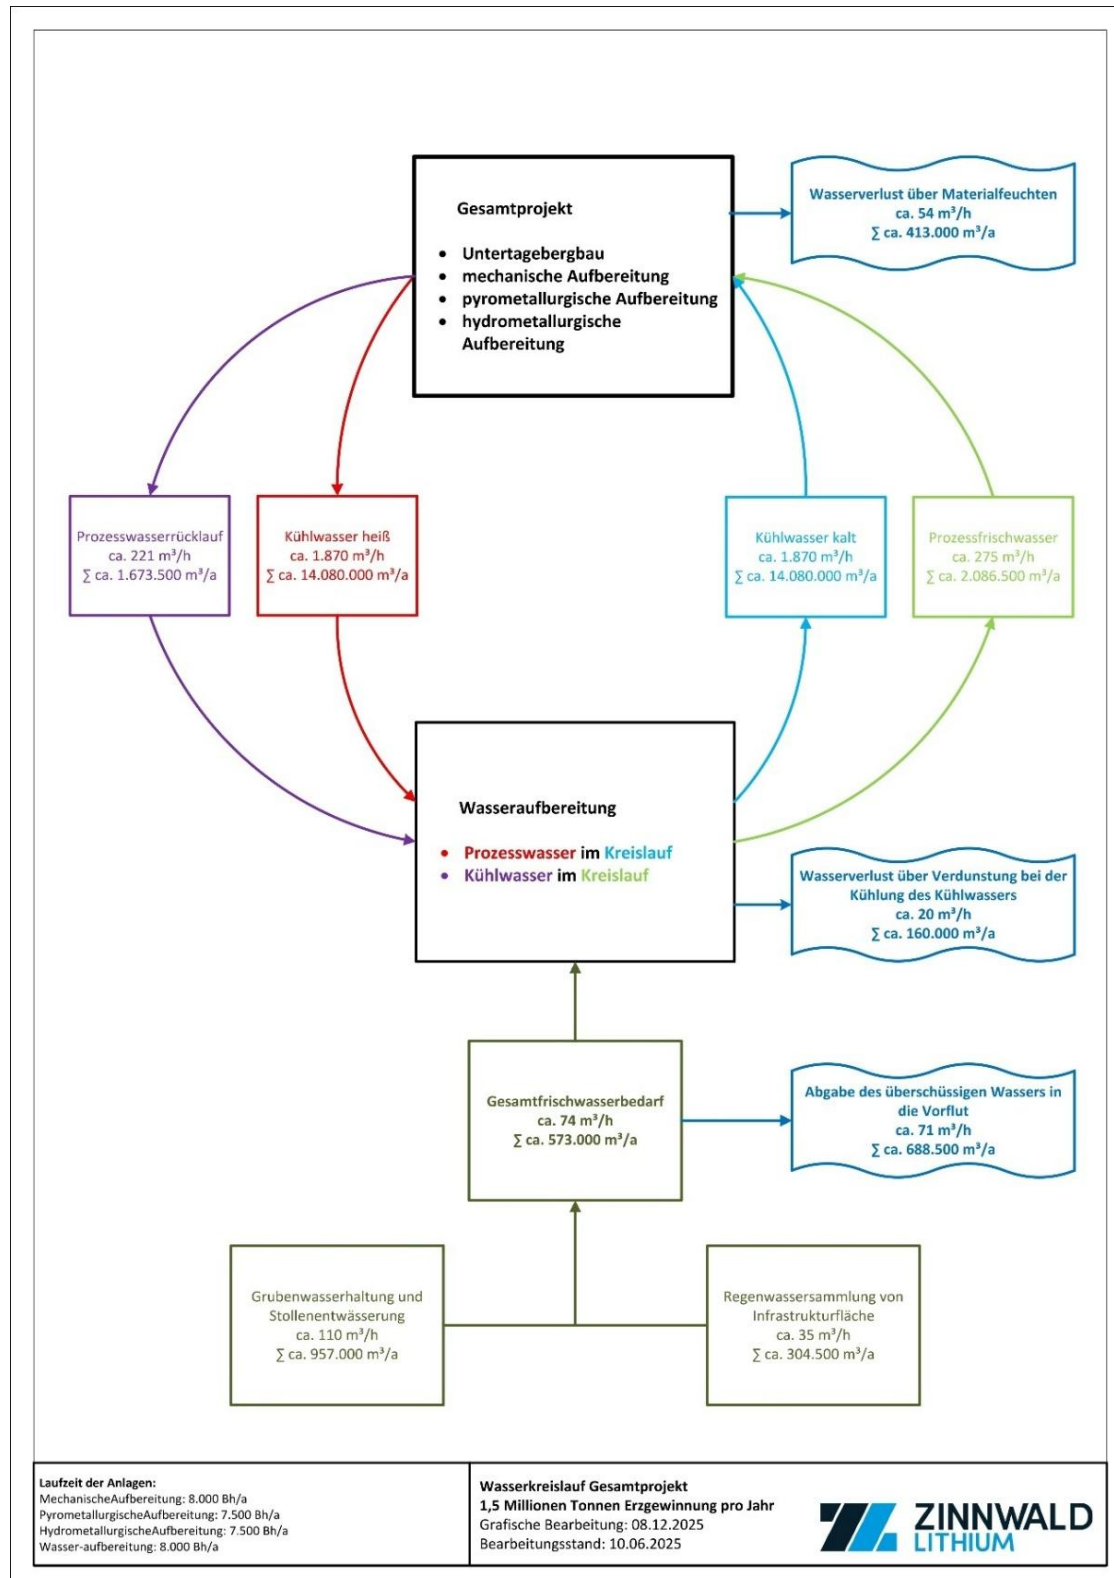 Gesamtprojekt
• Untertagebergbau
• mechanische Aufbereitung
• pyrometallurgische Aufbereitung
• hydrometallurgische
Aufbereitung
Wasserverlust über Materialfeuchten
ca. 54 m³/h
∑ ca. 413.000 m³/a
Prozesswasserrücklauf
ca. 221 m³/h
∑ ca. 1.673.500 m³/a
Kühlwasser heiß
ca. 1.870 m³/h
∑ ca. 14.080.000 m³/a
Kühlwasser kalt
ca. 1.870 m³/h
∑ ca. 14.080.000 m³/a
Prozessfrischwasser
ca. 275 m³/h
∑ ca. 2.086.500 m³/a
Wasseraufbereitung
• Prozesswasser im Kreislauf
• Kühlwasser im Kreislauf
Wasserverlust über Verdunstung bei der
Kühlung des Kühlwassers
ca. 20 m³/h
∑ ca. 160.000 m³/a
Gesamtfrischwasserbedarf
ca. 74 m³/h
∑ ca. 573.000 m³/a
Abgabe des überschüssigen Wassers in
die Vorflut
ca. 71 m³/h
∑ ca. 688.500 m³/a
Grubenwasserhaltung und
Stollenentwässerung
ca. 110 m³/h
∑ ca. 957.000 m³/a
Regenwassersammlung von
Infrastrukturfläche
ca. 35 m³/h
∑ ca. 304.500 m³/a
Laufzeit der Anlagen:
MechanischeAufbereitung: 8.000 Bh/a
PyrometallurgischeAufbereitung: 7.500 Bh/a
HydrometallurgischeAufbereitung: 7.500 Bh/a
Wasser-aufbereitung: 8.000 Bh/a
Wasserkreislauf Gesamtprojekt
1,5 Millionen Tonnen Erzgewinnung pro Jahr
Grafische Bearbeitung: 08.12.2025
Bearbeitungsstand: 10.06.2025
ZINNWALD
LITHIUM